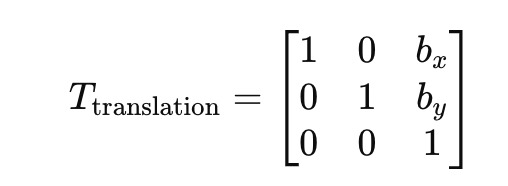 T_translation = [1 0 b_x
0 1 b_y
0 0 1]